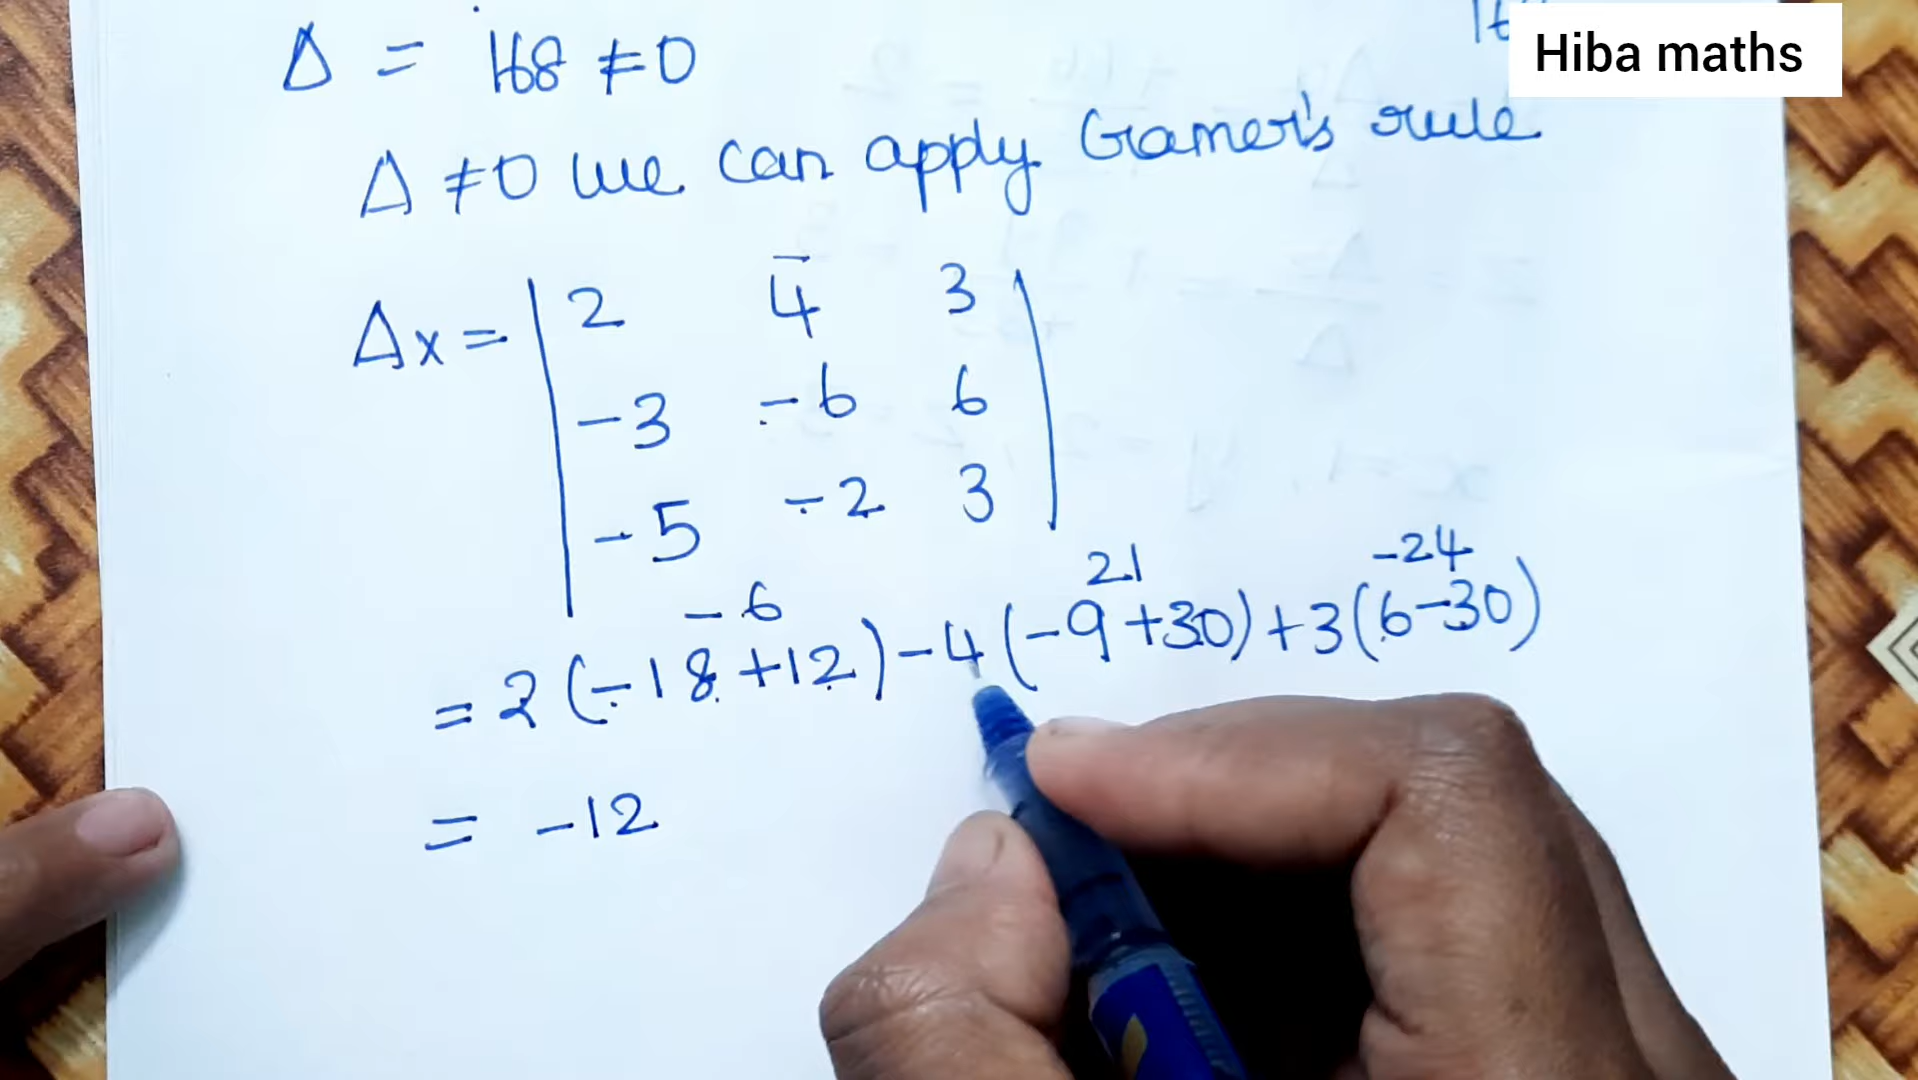 Hiba maths
Δ = 168 ≠ 0
Δ ≠ 0 we can apply Cramer's rule
Δx = | 2 4 3 |
-3 -6 6
-5 -2 3
-6 21 -24
= 2 (-18 +12) - 4 (-9 +30) + 3 (6 - 30)
= -12